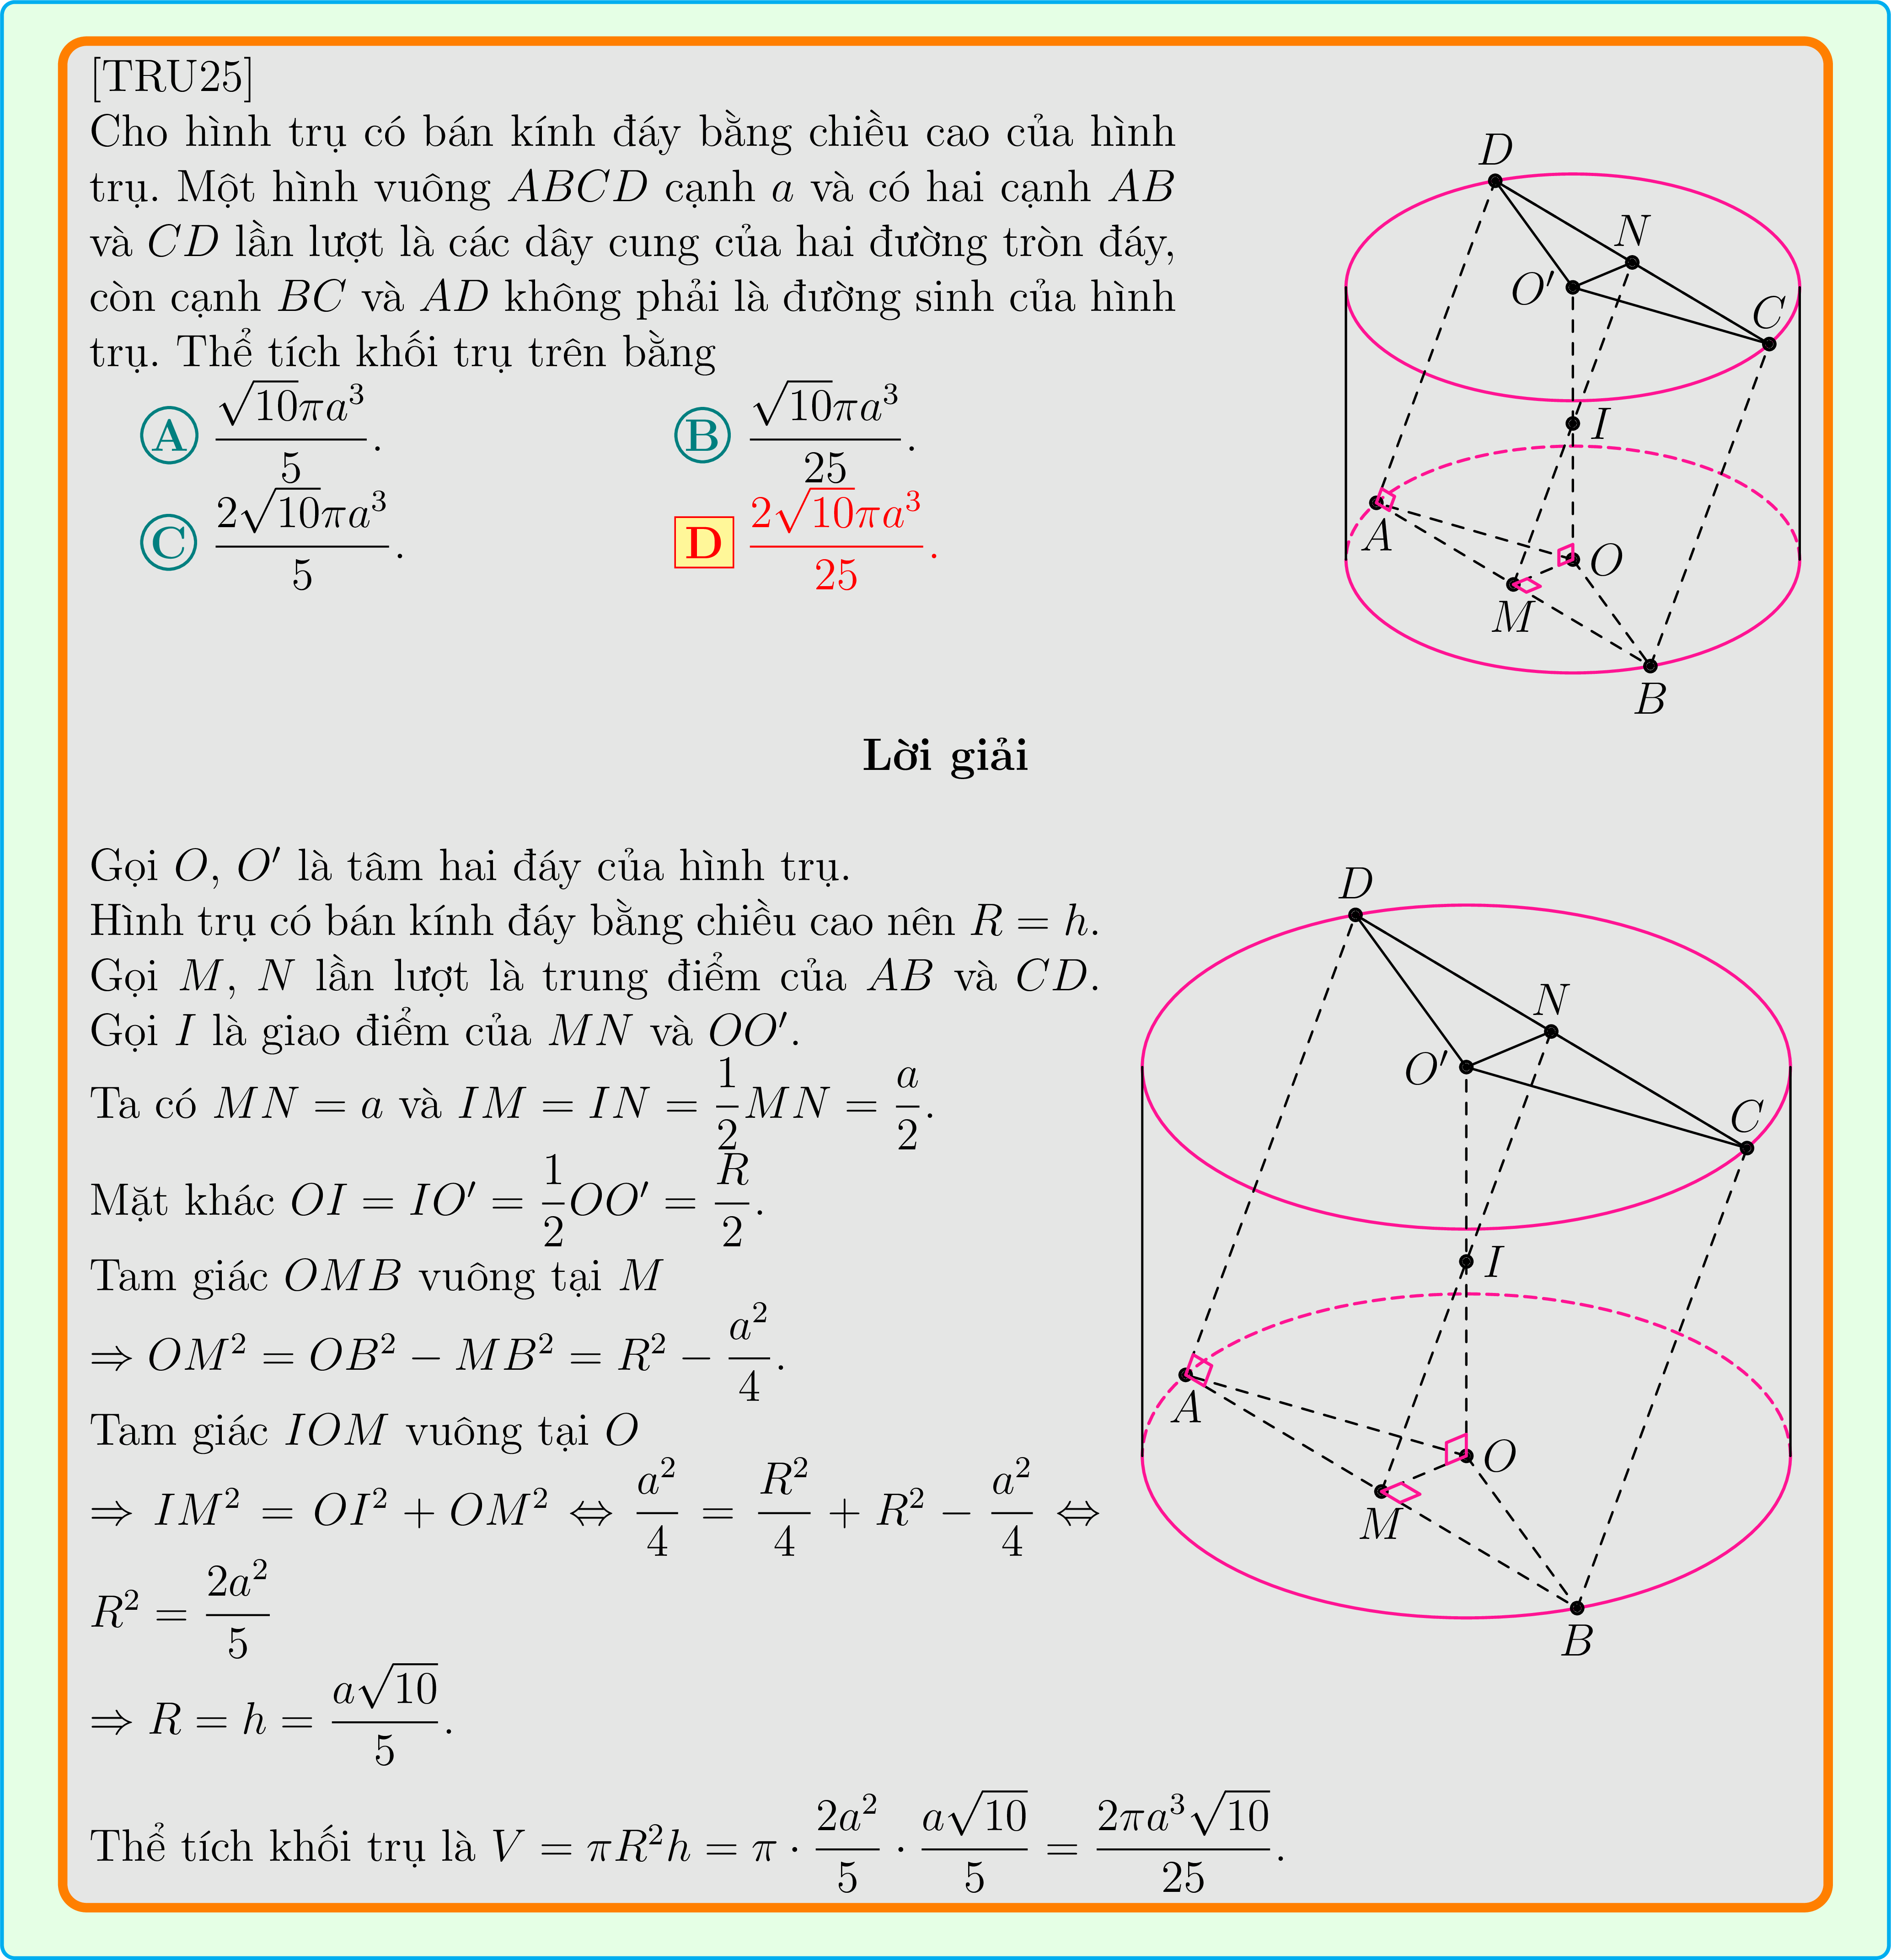 [TRU25]
Cho hình trụ có bán kính đáy bằng chiều cao của hình
trụ. Một hình vuông ABCD cạnh a và có hai cạnh AB
và CD lần lượt là các dây cung của hai đường tròn đáy,
còn cạnh BC và AD không phải là đường sinh của hình
trụ. Thể tích khối trụ trên bằng
A $\frac{\sqrt{10}\pi a^3}{5}$. B $\frac{\sqrt{10}\pi a^3}{25}$.
C $\frac{2\sqrt{10}\pi a^3}{5}$. D $\frac{2\sqrt{10}\pi a^3}{25}$.
D
N
O′
C
I
A
O
M
B
Lời giải
Gọi O, O′ là tâm hai đáy của hình trụ.
Hình trụ có bán kính đáy bằng chiều cao nên R = h.
Gọi M, N lần lượt là trung điểm của AB và CD.
Gọi I là giao điểm của MN và OO′.
Ta có $MN = a$ và $IM = IN = \frac{1}{2}MN = \frac{a}{2}$.
Mặt khác $OI = IO′ = \frac{1}{2}OO′ = \frac{R}{2}$.
Tam giác OMB vuông tại M
$\Rightarrow OM^2 = OB^2 - MB^2 = R^2 - \frac{a^2}{4}$.
Tam giác IOM vuông tại O
$\Rightarrow IM^2 = OI^2 + OM^2 \Leftrightarrow \frac{a^2}{4} = \frac{R^2}{4} + R^2 - \frac{a^2}{4} \Leftrightarrow$
$R^2 = \frac{2a^2}{5}$
$\Rightarrow R = h = \frac{a\sqrt{10}}{5}$.
Thể tích khối trụ là $V = \pi R^2 h = \pi \cdot \frac{2a^2}{5} \cdot \frac{a\sqrt{10}}{5} = \frac{2\pi a^3\sqrt{10}}{25}$.
D
N
O′
C
I
A
O
M
B